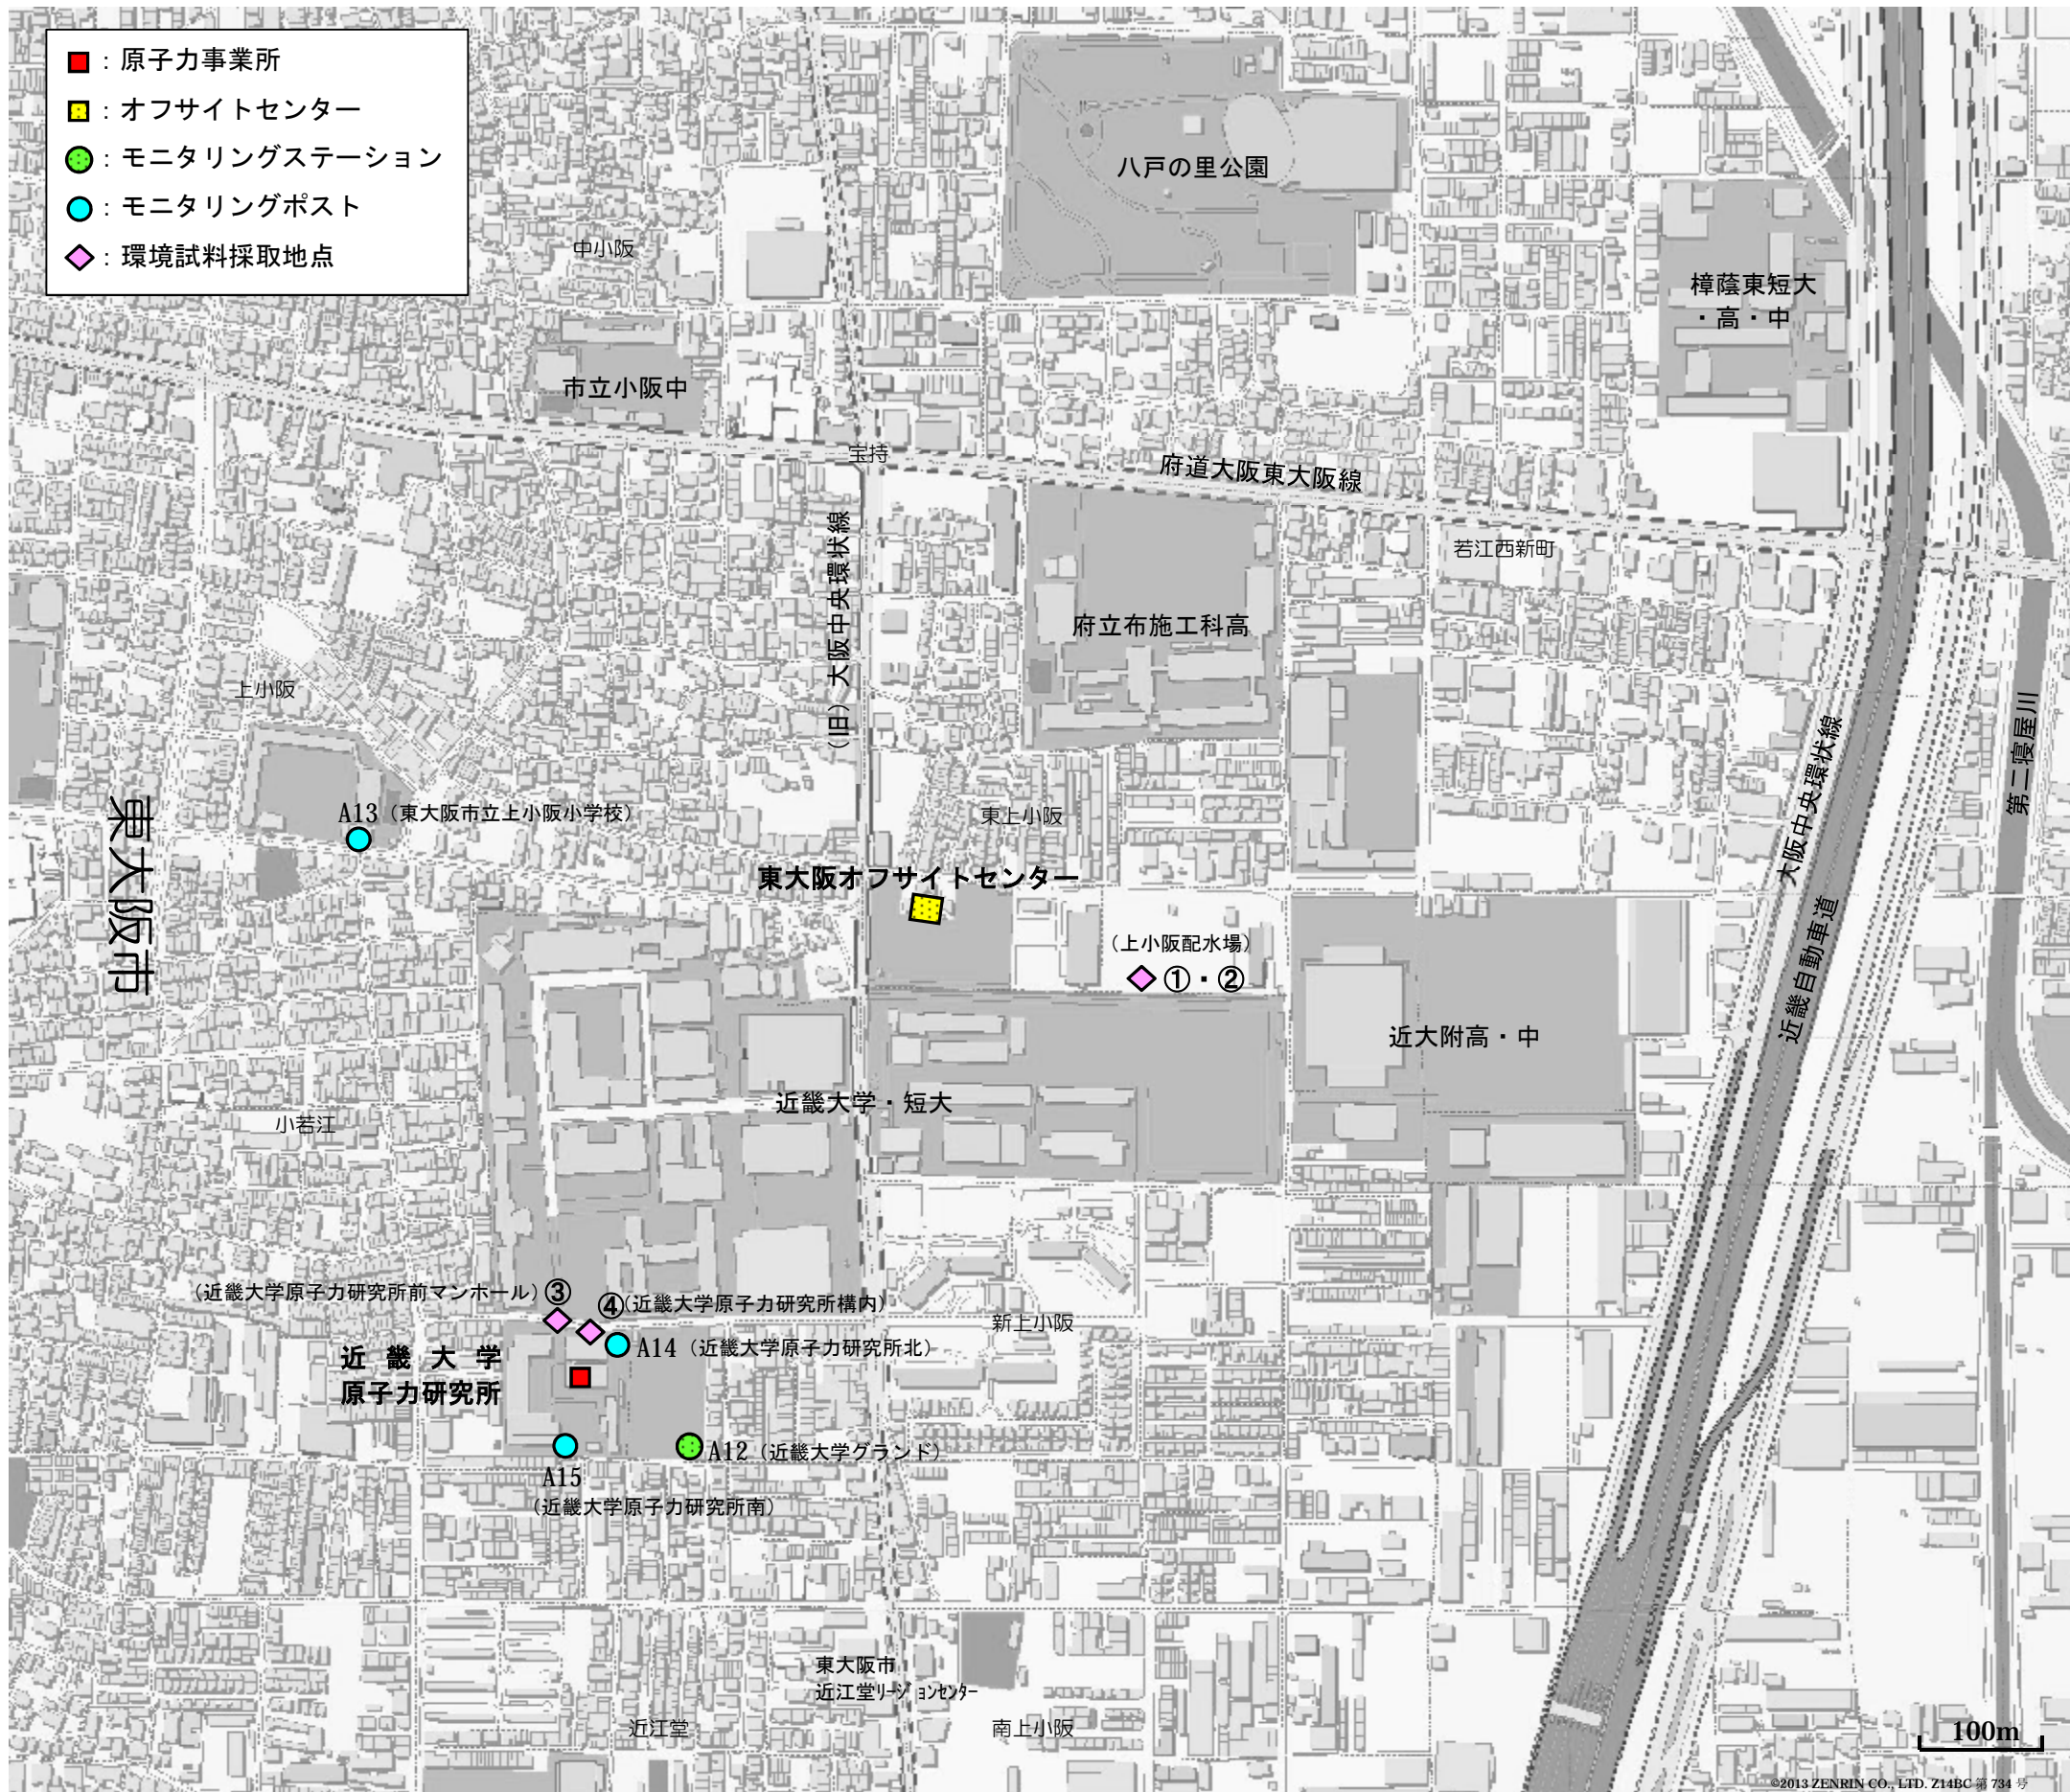 ：原子力事業所
：オフサイトセンター
：モニタリングステーション
：モニタリングポスト
：環境試料採取地点
八戸の里公園
中小阪
樟蔭東短大
・高・中
市立小阪中
宝持
府道大阪東大阪線
若江西新町
（旧）大阪中央環状線
府立布施工科高
上小阪
大阪中央環状線
第二寝屋川
東大阪市
A13（東大阪市立上小阪小学校）
東上小阪
東大阪オフサイトセンター
近畿自動車道
（上小阪配水場）
①・②
近大附高・中
近畿大学・短大
小若江
（近畿大学原子力研究所前マンホール）③
④（近畿大学原子力研究所構内）
新上小阪
A14（近畿大学原子力研究所北）
近畿大学
原子力研究所
A12（近畿大学グランド）
A15
（近畿大学原子力研究所南）
東大阪市
近江堂ﾘｰｼﾞｮﾝｾﾝﾀｰ
近江堂
南上小阪
100m
©2013 ZENRIN CO., LTD. Z14BC 第 734 号